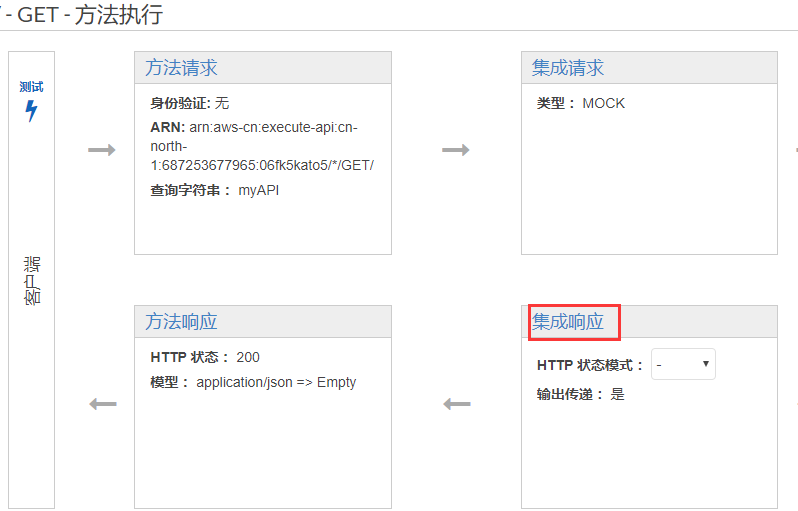 / - GET - 方法执行
测试
客户端
方法请求
身份验证: 无
ARN: arn:aws-cn:execute-api:cn-
north-
1:687253677965:06fk5kato5/*/GET/
查询字符串： myAPI
集成请求
类型： MOCK
方法响应
HTTP 状态： 200
模型： application/json => Empty
集成响应
HTTP 状态模式： -
输出传递： 是